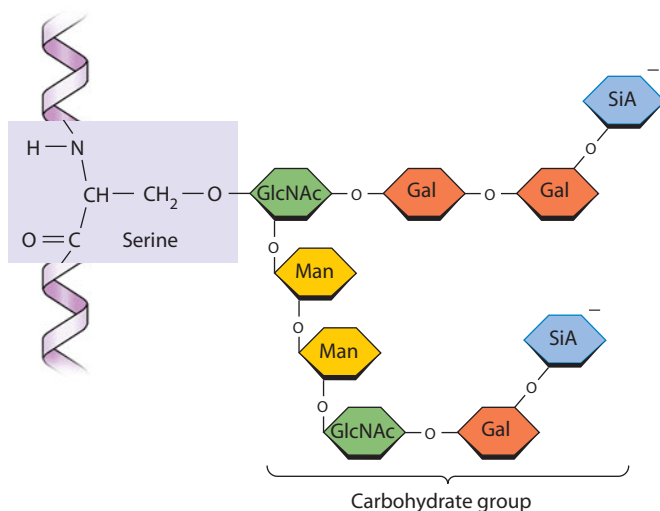 SiA –
H — N
O
CH — CH₂ — O
GlcNAc O Gal O Gal
O = C Serine
O
Man
O
SiA –
Man
O
O
GlcNAc O Gal
Carbohydrate group